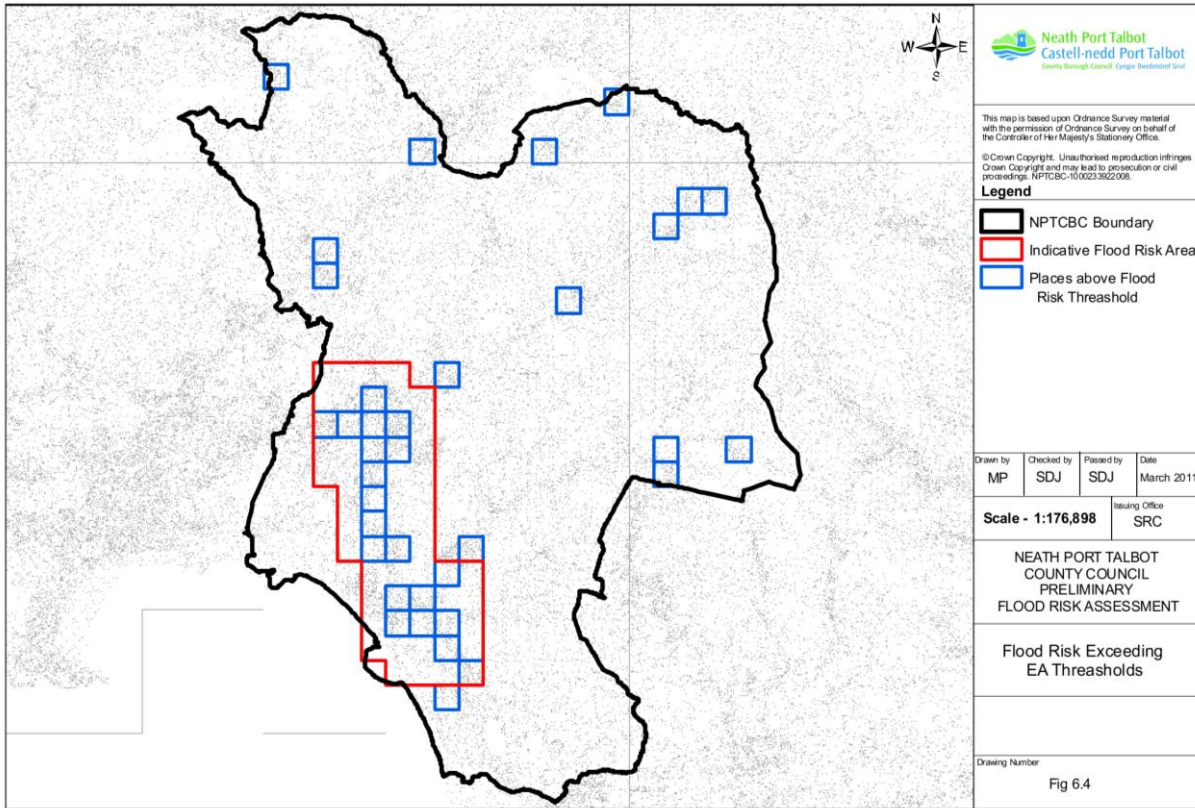 N
W E
S
Neath Port Talbot
Castell-nedd Port Talbot
County Borough Council Cyngor Bwrdeistref Sirol
This map is based upon Ordnance Survey material
with the permission of Ordnance Survey on behalf of
the Controller of Her Majesty's Stationery Office.
© Crown Copyright. Unauthorised reproduction infringes
Crown Copyright and may lead to prosecution or civil
proceedings. NPTCBC-1000233922008.
Legend
NPTCBC Boundary
Indicative Flood Risk Area
Places above Flood
Risk Threashold
Drawn by
MP
Checked by
SDJ
Passed by
SDJ
Date
March 2011
Scale - 1:176,898
Issuing Office
SRC
NEATH PORT TALBOT
COUNTY COUNCIL
PRELIMINARY
FLOOD RISK ASSESSMENT
Flood Risk Exceeding
EA Threasholds
Drawing Number
Fig 6.4